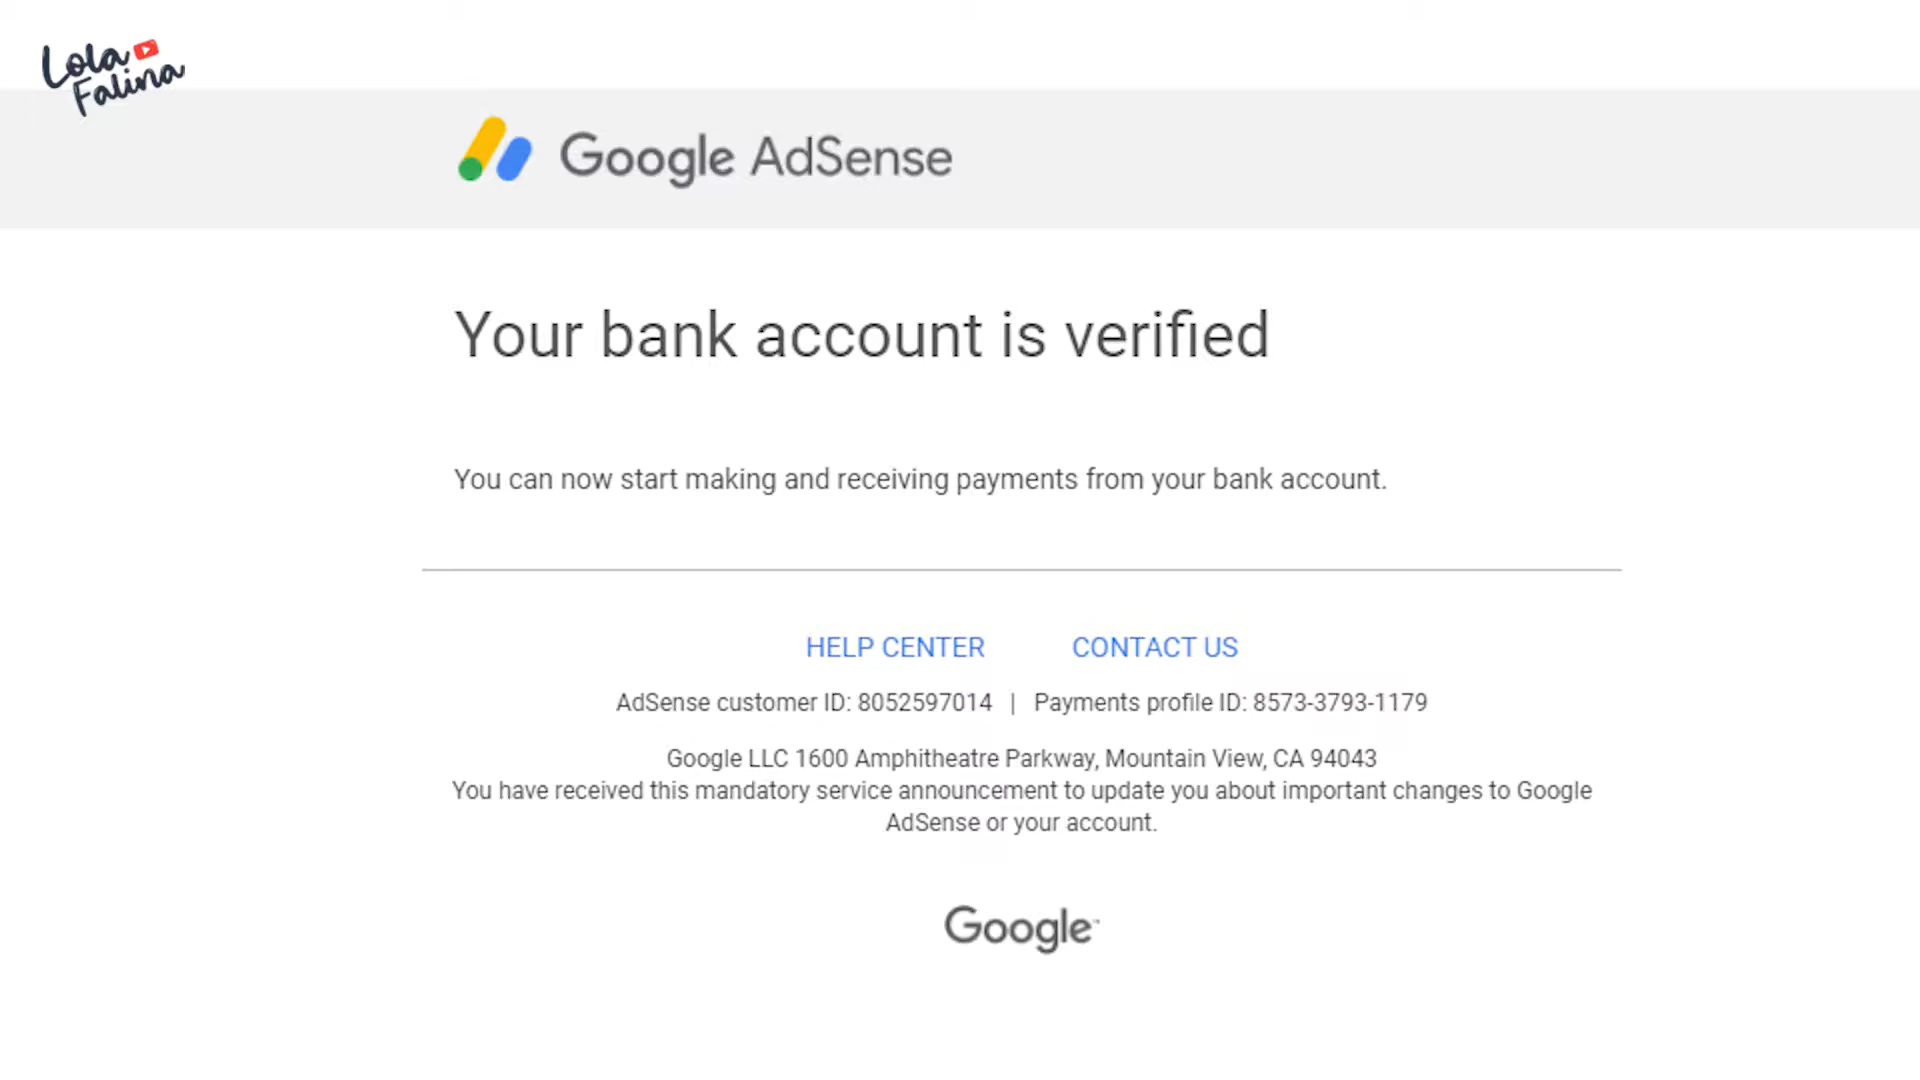 Lola
Falina
Google AdSense
Your bank account is verified
You can now start making and receiving payments from your bank account.
HELP CENTER CONTACT US
AdSense customer ID: 8052597014 | Payments profile ID: 8573-3793-1179
Google LLC 1600 Amphitheatre Parkway, Mountain View, CA 94043
You have received this mandatory service announcement to update you about important changes to Google
AdSense or your account.
Google™